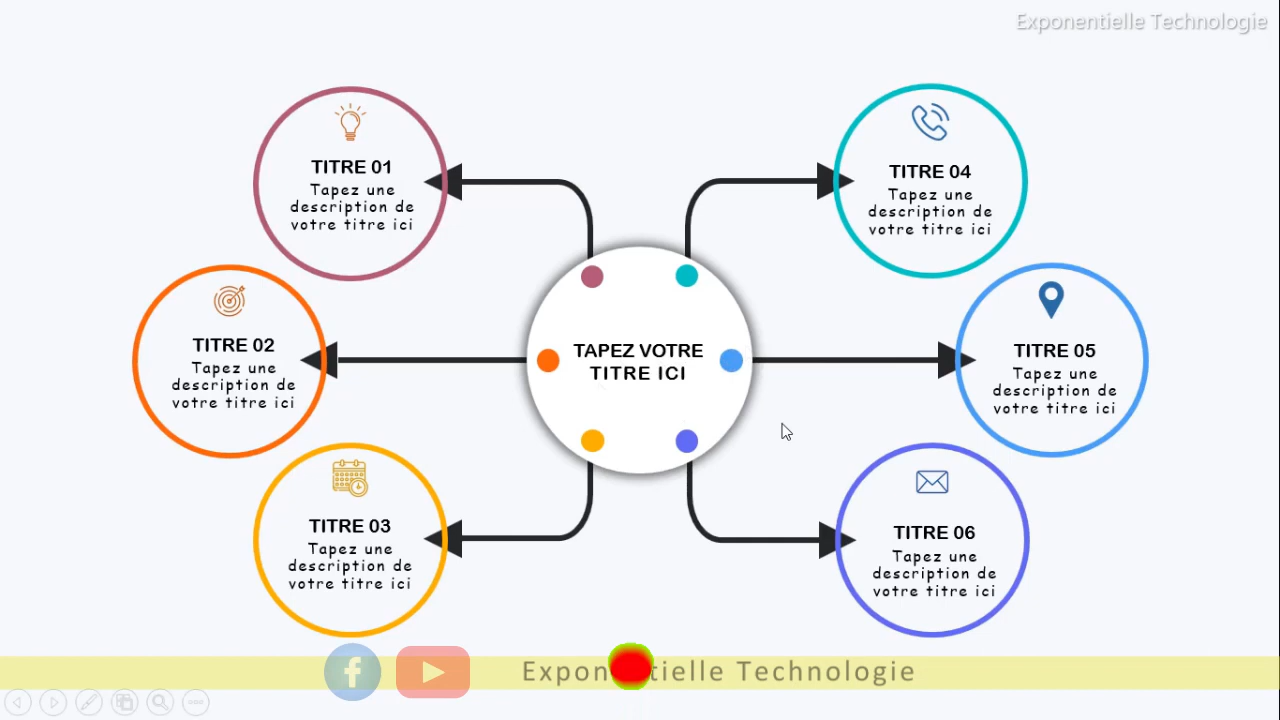 Exponentielle Technologie
TITRE 01
Tapez une
description de
votre titre ici
TITRE 02
Tapez une
description de
votre titre ici
TITRE 03
Tapez une
description de
votre titre ici
TAPEZ VOTRE
TITRE ICI
TITRE 04
Tapez une
description de
votre titre ici
TITRE 05
Tapez une
description de
votre titre ici
TITRE 06
Tapez une
description de
votre titre ici
f
Exponentielle Technologie